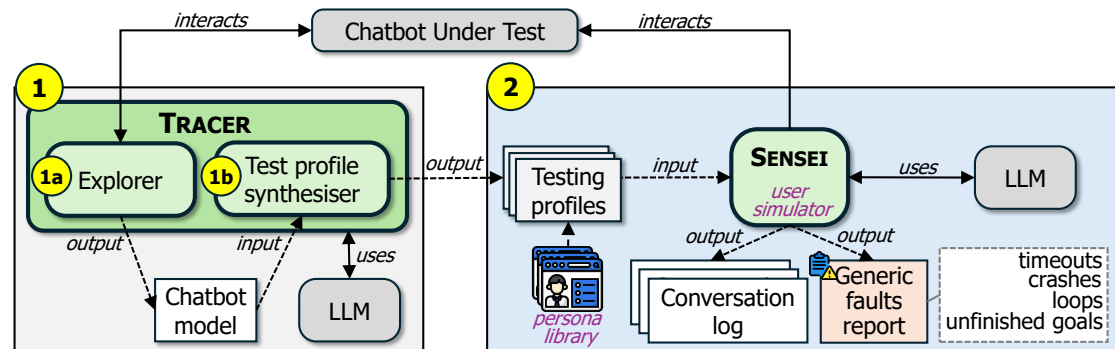 interacts
Chatbot Under Test
interacts
1
2
TRACER
1a
Explorer
1b
Test profile
synthesiser
output
Testing
profiles
input
SENSEI
user
simulator
uses
LLM
output
input
uses
Chatbot
model
LLM
persona
library
output
output
Conversation
log
Generic
faults
report
timeouts
crashes
loops
unfinished goals